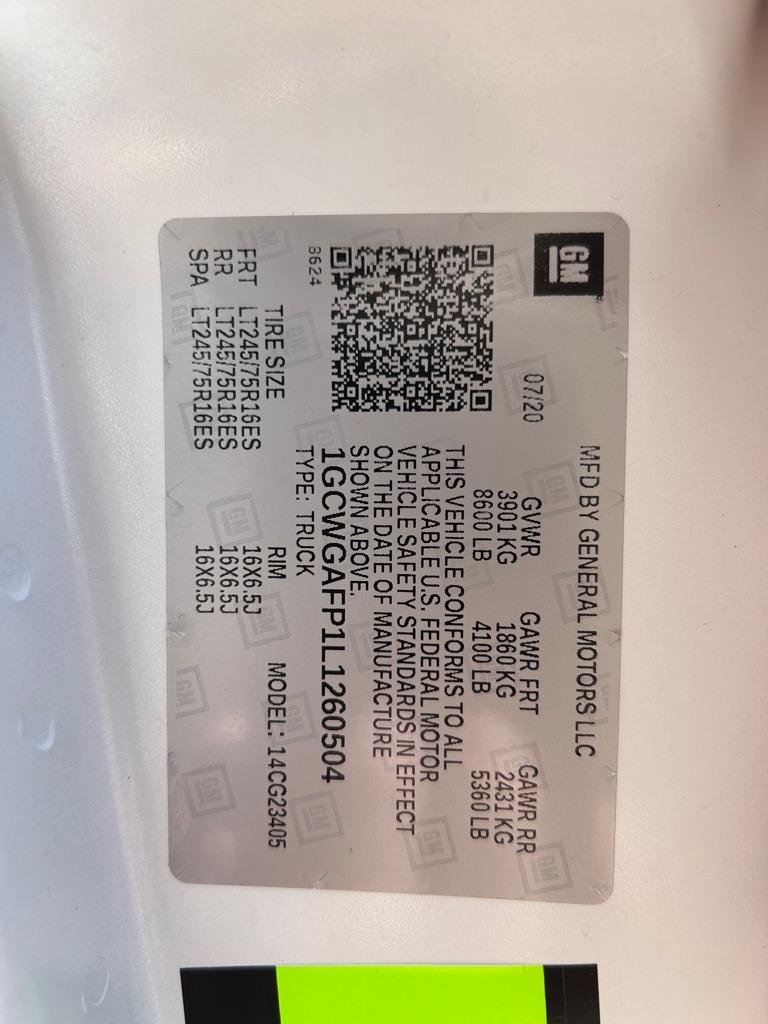 GM
MFD BY GENERAL MOTORS LLC
07/20 GVWR GAWR FRT GAWR RR
3901 KG 1860 KG 2431 KG
8600 LB 4100 LB 5360 LB
THIS VEHICLE CONFORMS TO ALL
APPLICABLE U.S. FEDERAL MOTOR
VEHICLE SAFETY STANDARDS IN EFFECT
ON THE DATE OF MANUFACTURE
SHOWN ABOVE.
1GCWGAFP1L1260504
8624
TYPE: TRUCK
TIRE SIZE RIM MODEL: 14CG23405
FRT LT245/75R16ES 16X6.5J
RR LT245/75R16ES 16X6.5J
SPA LT245/75R16ES 16X6.5J